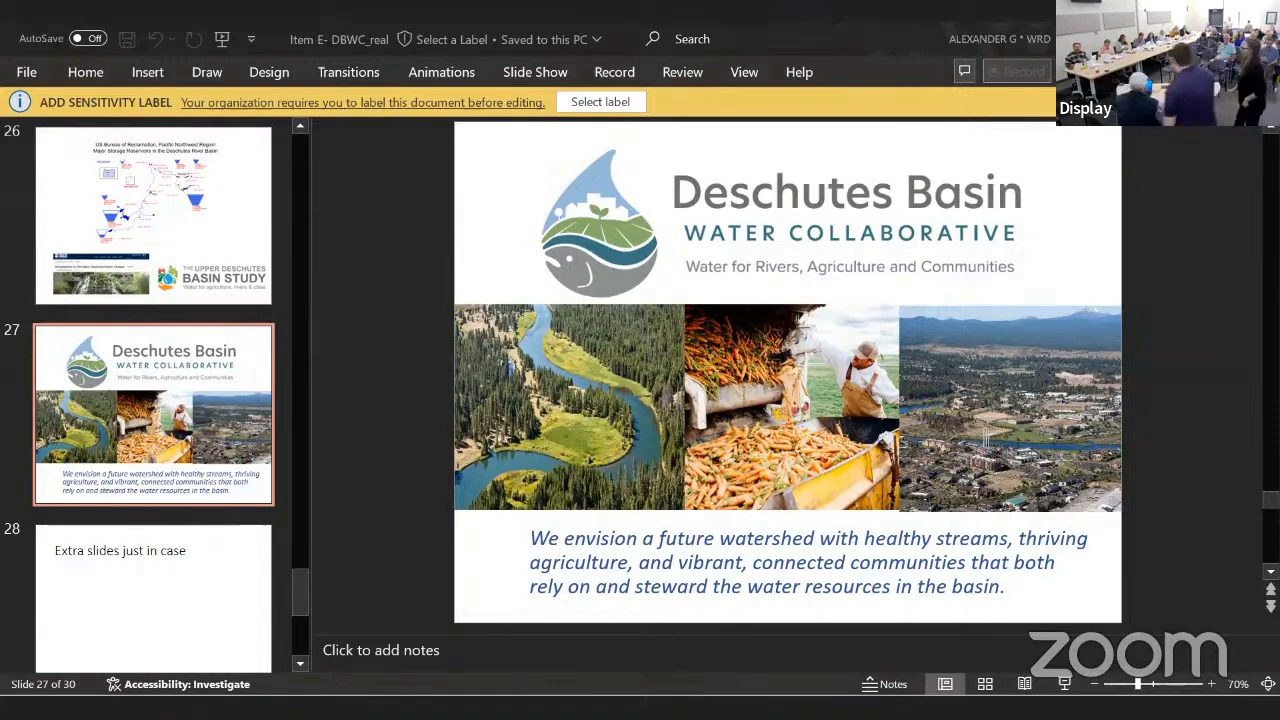 AutoSave
Off
Item E- DBWC_real
Select a Label • Saved to this PC
Search
ALEXANDER G * WRD
File
Home
Insert
Draw
Design
Transitions
Animations
Slide Show
Record
Review
View
Help
Record
ADD SENSITIVITY LABEL
Your organization requires you to label this document before editing.
Select label
Display
26
US Bureau of Reclamation, Pacific Northwest Region
Major Storage Reservoirs in the Deschutes River Basin
THE UPPER DESCHUTES
BASIN STUDY
Water for agriculture, rivers & cities
27
Deschutes Basin
WATER COLLABORATIVE
Water for Rivers, Agriculture and Communities
We envision a future watershed with healthy streams, thriving
agriculture, and vibrant, connected communities that both
rely on and steward the water resources in the basin.
28
Extra slides just in case
Deschutes Basin
WATER COLLABORATIVE
Water for Rivers, Agriculture and Communities
We envision a future watershed with healthy streams, thriving
agriculture, and vibrant, connected communities that both
rely on and steward the water resources in the basin.
Click to add notes
zoom
Slide 27 of 30
Accessibility: Investigate
Notes
70%